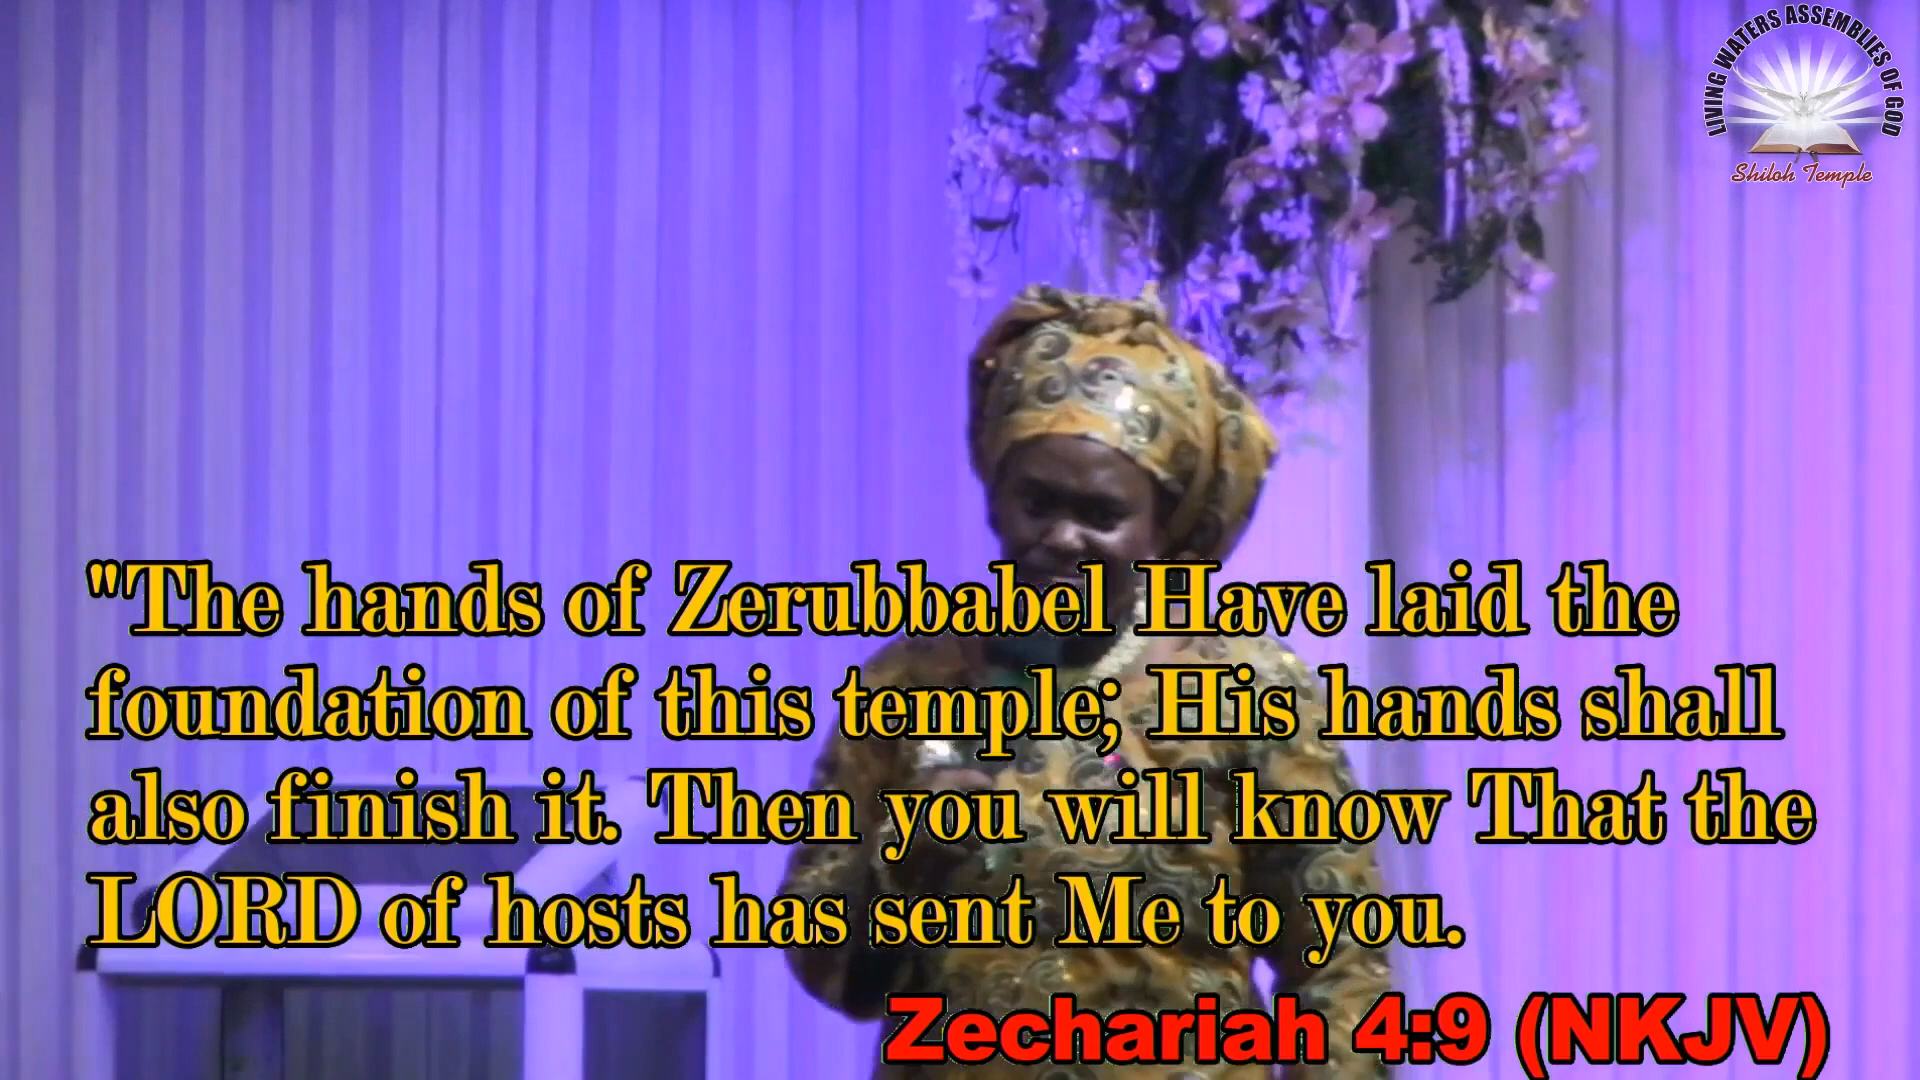 LIVING WATERS ASSEMBLIES OF GOD
Shiloh Temple
"The hands of Zerubbabel Have laid the
foundation of this temple; His hands shall
also finish it. Then you will know That the
LORD of hosts has sent Me to you.
Zechariah 4:9 (NKJV)